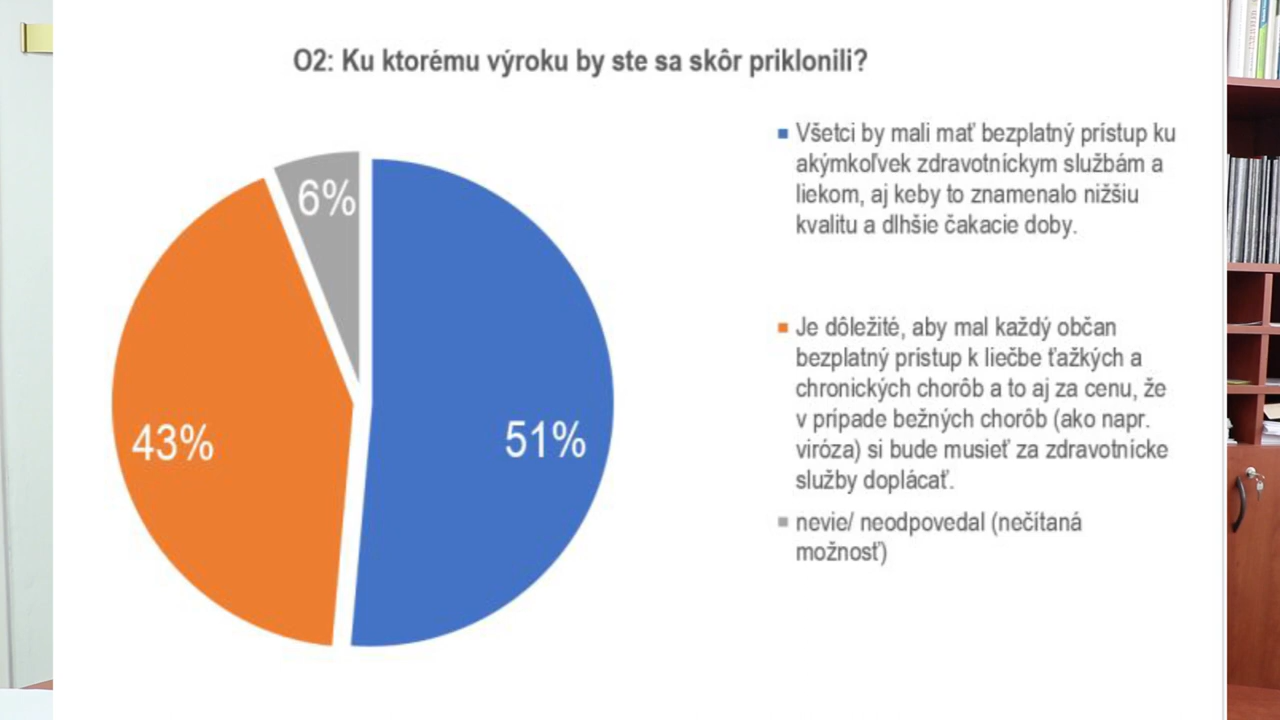 O2: Ku ktorému výroku by ste sa skôr priklonili?
6%
43%
51%
Všetci by mali mať bezplatný prístup ku
akýmkoľvek zdravotníckym službám a
liekom, aj keby to znamenalo nižšiu
kvalitu a dlhšie čakacie doby.
Je dôležité, aby mal každý občan
bezplatný prístup k liečbe ťažkých a
chronických chorôb a to aj za cenu, že
v prípade bežných chorôb (ako napr.
viróza) si bude musieť za zdravotnícke
služby doplácať.
nevie/ neodpovedal (nečítaná
možnosť)